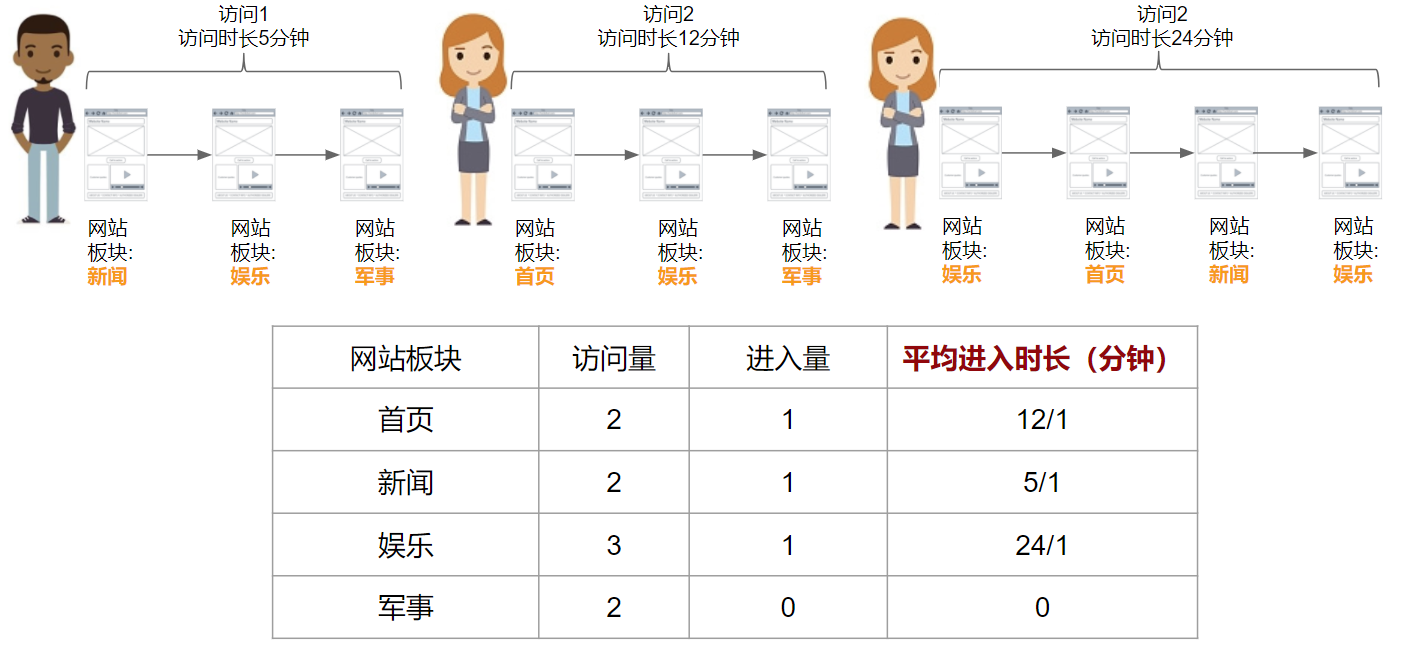 访问1
访问时长5分钟
访问2
访问时长12分钟
访问2
访问时长24分钟
网站
板块:
新闻
网站
板块:
娱乐
网站
板块:
军事
网站
板块:
首页
网站
板块:
娱乐
网站
板块:
军事
网站
板块:
娱乐
网站
板块:
首页
网站
板块:
新闻
网站
板块:
娱乐
网站板块 访问量 进入量 平均进入时长（分钟）
首页 2 1 12/1
新闻 2 1 5/1
娱乐 3 1 24/1
军事 2 0 0